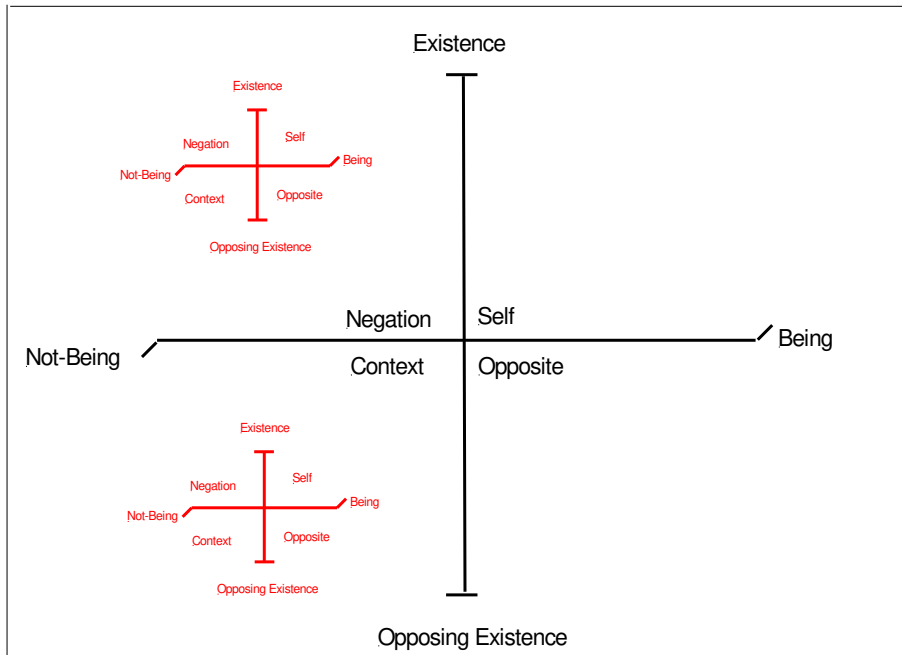 Existence
Existence
Negation Self
Not-Being Being
Context Opposite
Opposing Existence
Negation Self
Not-Being Being
Context Opposite
Existence
Negation Self
Not-Being Being
Context Opposite
Opposing Existence
Opposing Existence